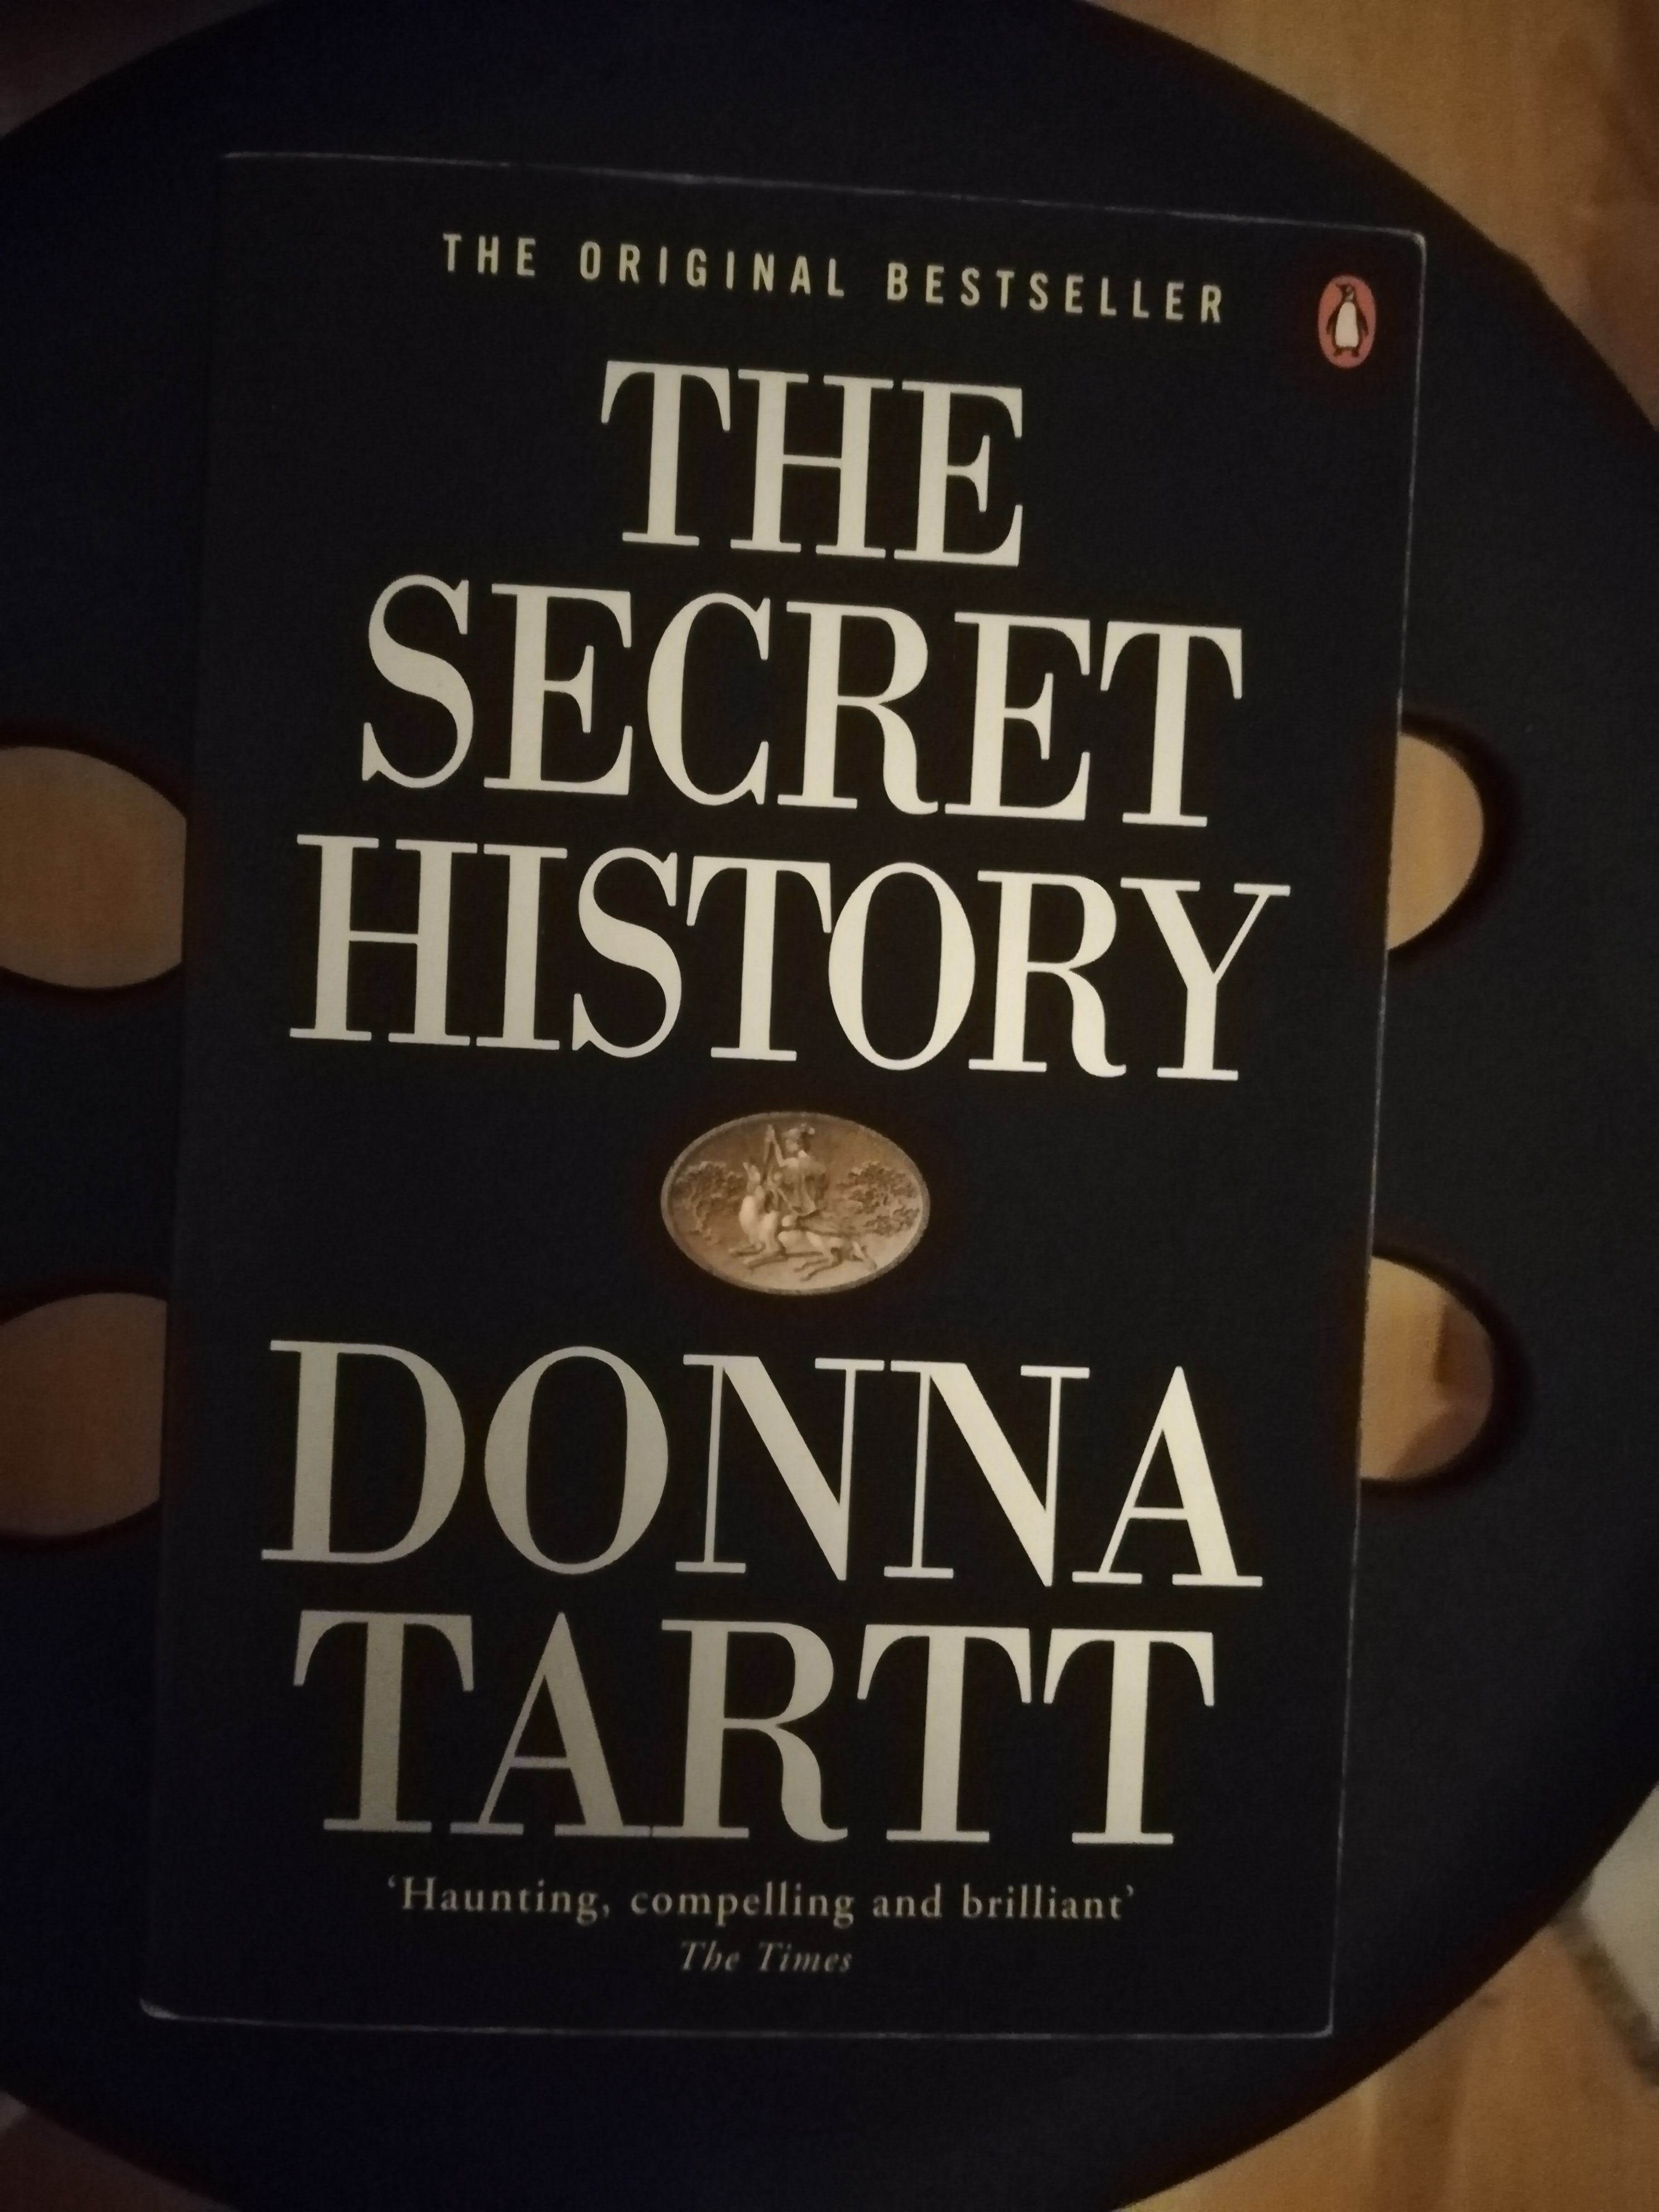 THE ORIGINAL BESTSELLER
THE
SECRET
HISTORY
DONNA
TARTT
‘Haunting, compelling and brilliant’
The Times